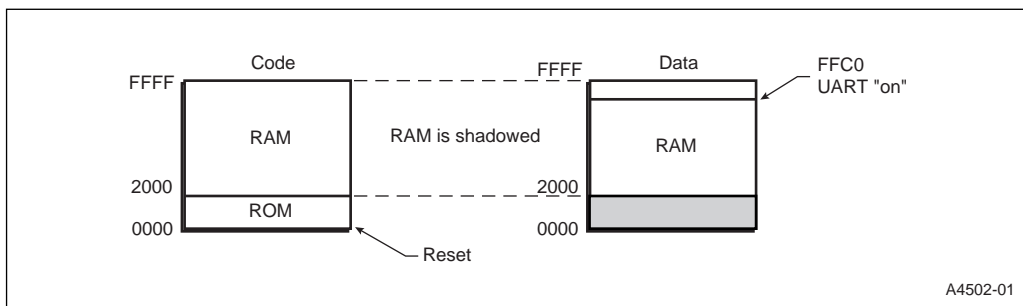 Code
FFFF
RAM
2000
ROM
0000
Reset
RAM is shadowed
Data
FFFF
FFC0
UART "on"
RAM
2000
0000
A4502-01